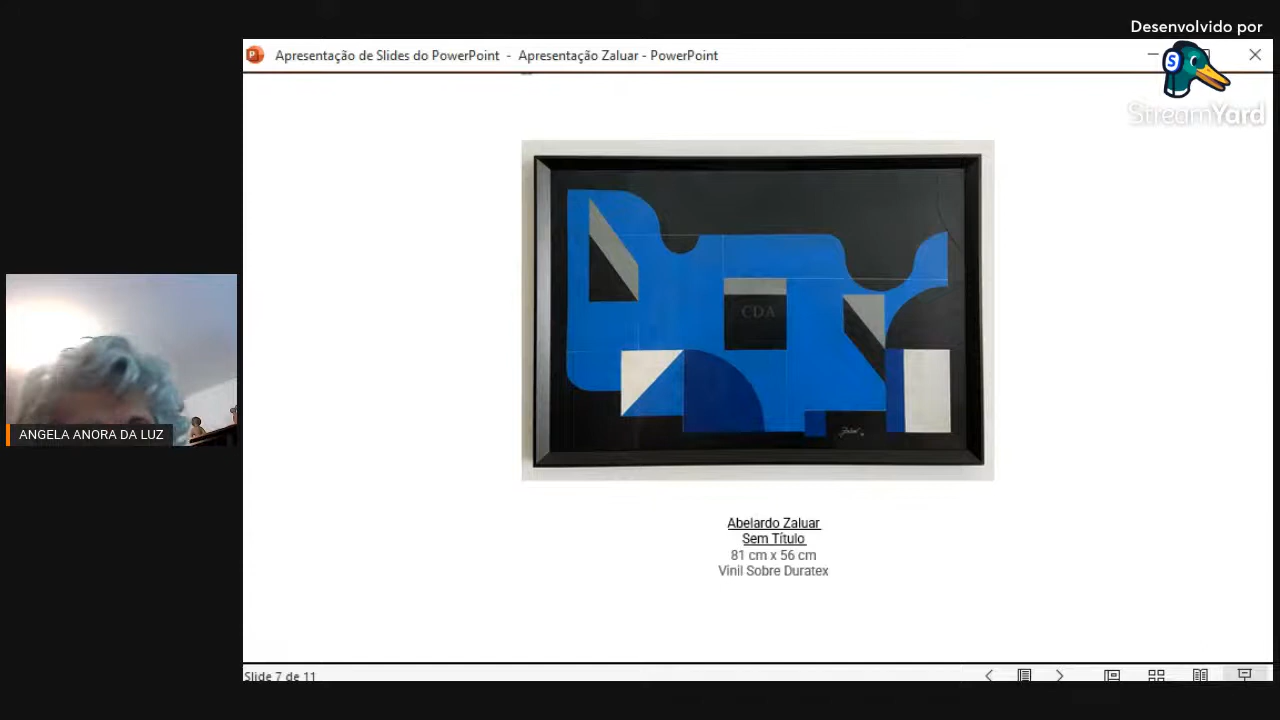 Desenvolvido por
Apresentação de Slides do PowerPoint - Apresentação Zaluar - PowerPoint
StreamYard
CDA
ANGELA ANORA DA LUZ
Abelardo Zaluar
Sem Título
81 cm x 56 cm
Vinil Sobre Duratex
Slide 7 de 11